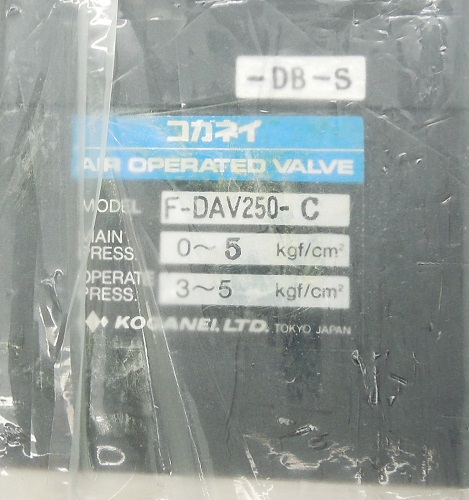 -DB-S
コガネイ
AIR OPERATED VALVE
MODEL F-DAV250-C
MAIN PRESS. 0~5 kgf/cm²
OPERATE PRESS. 3~5 kgf/cm²
KOGANEI, LTD. TOKYO JAPAN